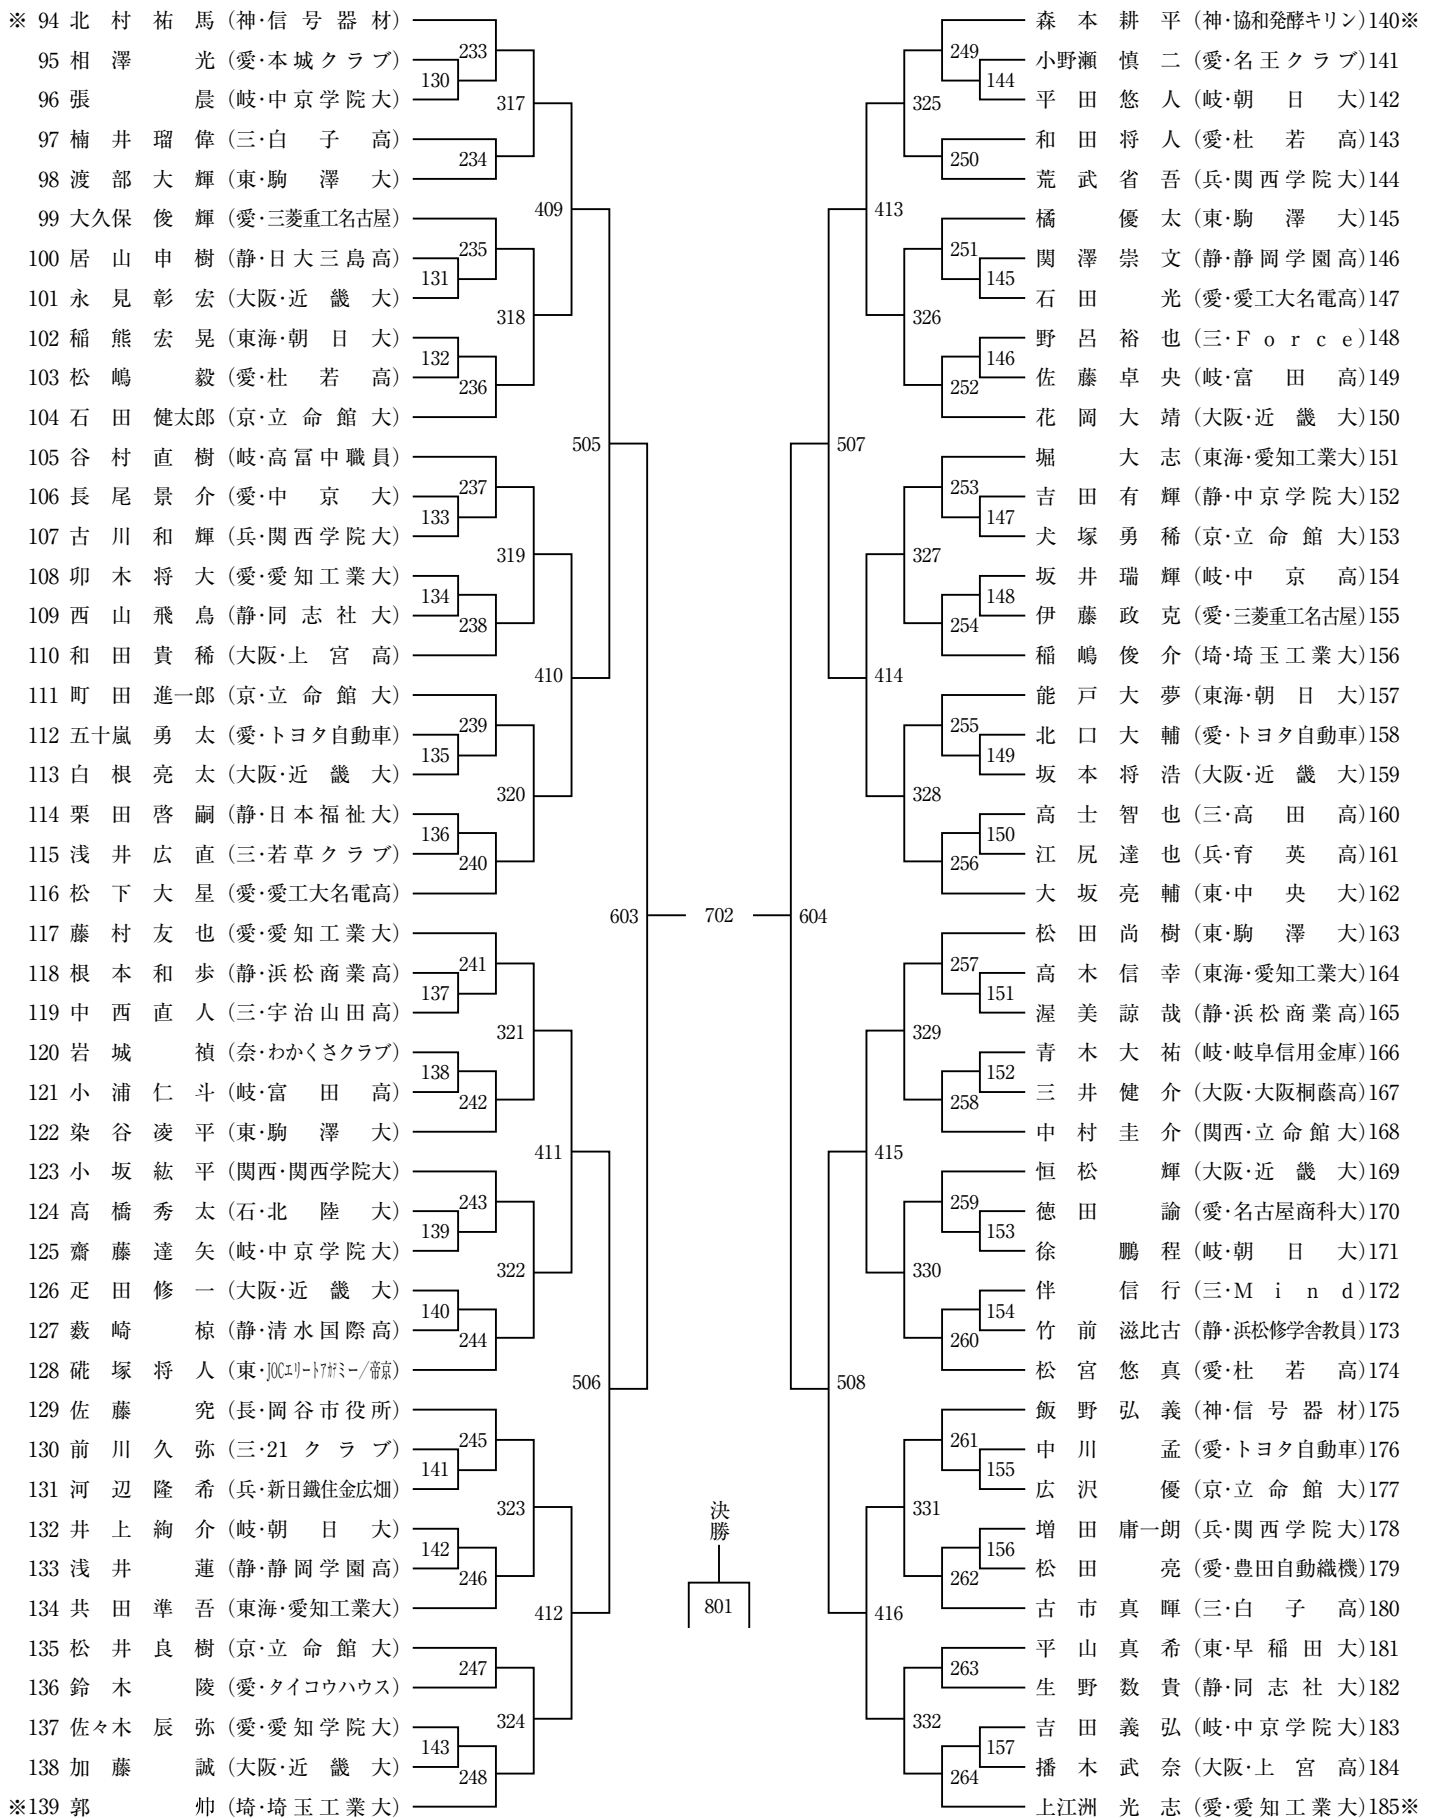 ※ 94 北村祐馬 (神・信号器材)
95 相澤光 (愛・本城クラブ)
96 張晨 (岐・中京学院大)
97 楠井瑠偉 (三・白子高)
98 渡部大輝 (東・駒澤大)
99 大久保俊輝 (愛・三菱重工名古屋)
100 居山申樹 (静・日大三島高)
101 永見彰宏 (大阪・近畿大)
102 稲熊宏晃 (東海・朝日大)
103 松嶋毅 (愛・杜若高)
104 石田健太郎 (京・立命館大)
105 谷村直樹 (岐・高冨中職員)
106 長尾景介 (愛・中京大)
107 古川和輝 (兵・関西学院大)
108 卯木将大 (愛・愛知工業大)
109 西山飛鳥 (静・同志社大)
110 和田貴稀 (大阪・上宮高)
111 町田進一郎 (京・立命館大)
112 五十嵐勇太 (愛・トヨタ自動車)
113 白根亮太 (大阪・近畿大)
114 栗田啓嗣 (静・日本福祉大)
115 浅井広直 (三・若草クラブ)
116 松下大星 (愛・愛工大名電高)
117 藤村友也 (愛・愛知工業大)
118 根本和歩 (静・浜松商業高)
119 中西直人 (三・宇治山田高)
120 岩城禎 (奈・わかくさクラブ)
121 小浦仁斗 (岐・富田高)
122 染谷凌平 (東・駒澤大)
123 小坂紘平 (関西・関西学院大)
124 高橋秀太 (石・北陸大)
125 齋藤達矢 (岐・中京学院大)
126 疋田修一 (大阪・近畿大)
127 薮崎椋 (静・清水国際高)
128 硴塚将人 (東・JOCエリートアカデミー/帝京)
129 佐藤究 (長・岡谷市役所)
130 前川久弥 (三・21クラブ)
131 河辺隆希 (兵・新日鐵住金広畑)
132 井上絢介 (岐・朝日大)
133 浅井蓮 (静・静岡学園高)
134 共田準吾 (東海・愛知工業大)
135 松井良樹 (京・立命館大)
136 鈴木陵 (愛・タイコウハウス)
137 佐々木辰弥 (愛・愛知学院大)
138 加藤誠 (大阪・近畿大)
※139 郭帅 (埼・埼玉工業大)
130
131
132
133
134
135
136
137
138
139
140
141
142
143
233
234
235
236
237
238
239
240
241
242
243
244
245
246
247
248
317
318
319
320
321
322
323
324
409
410
411
412
505
506
603
702
決勝
801
604
507
508
413
414
415
416
325
326
327
328
329
330
331
332
249
250
251
252
253
254
255
256
257
258
259
260
261
262
263
264
144
145
146
147
148
149
150
151
152
153
154
155
156
157
森本耕平 (神・協和発酵キリン)140※
小野瀬慎二 (愛・名王クラブ)141
平田悠人 (岐・朝日大)142
和田将人 (愛・杜若高)143
荒武省吾 (兵・関西学院大)144
橘優太 (東・駒澤大)145
関澤崇文 (静・静岡学園高)146
石田光 (愛・愛工大名電高)147
野呂裕也 (三・Force)148
佐藤卓央 (岐・富田高)149
花岡大靖 (大阪・近畿大)150
堀大志 (東海・愛知工業大)151
吉田有輝 (静・中京学院大)152
犬塚勇稀 (京・立命館大)153
坂井瑞輝 (岐・中京高)154
伊藤政克 (愛・三菱重工名古屋)155
稲嶋俊介 (埼・埼玉工業大)156
能戸大夢 (東海・朝日大)157
北口大輔 (愛・トヨタ自動車)158
坂本将浩 (大阪・近畿大)159
高士智也 (三・高田高)160
江尻達也 (兵・育英高)161
大坂亮輔 (東・中央大)162
松田尚樹 (東・駒澤大)163
高木信幸 (東海・愛知工業大)164
渥美諒哉 (静・浜松商業高)165
青木大祐 (岐・岐阜信用金庫)166
三井健介 (大阪・大阪桐蔭高)167
中村圭介 (関西・立命館大)168
恒松輝 (大阪・近畿大)169
徳田諭 (愛・名古屋商科大)170
徐鵬程 (岐・朝日大)171
伴信行 (三・Mind)172
竹前滋比古 (静・浜松修学舎教員)173
松宮悠真 (愛・杜若高)174
飯野弘義 (神・信号器材)175
中川孟 (愛・トヨタ自動車)176
広沢優 (京・立命館大)177
増田庸一朗 (兵・関西学院大)178
松田亮 (愛・豊田自動織機)179
古市真暉 (三・白子高)180
平山真希 (東・早稲田大)181
生野数貴 (静・同志社大)182
吉田義弘 (岐・中京学院大)183
播木武奈 (大阪・上宮高)184
上江洲光志 (愛・愛知工業大)185※